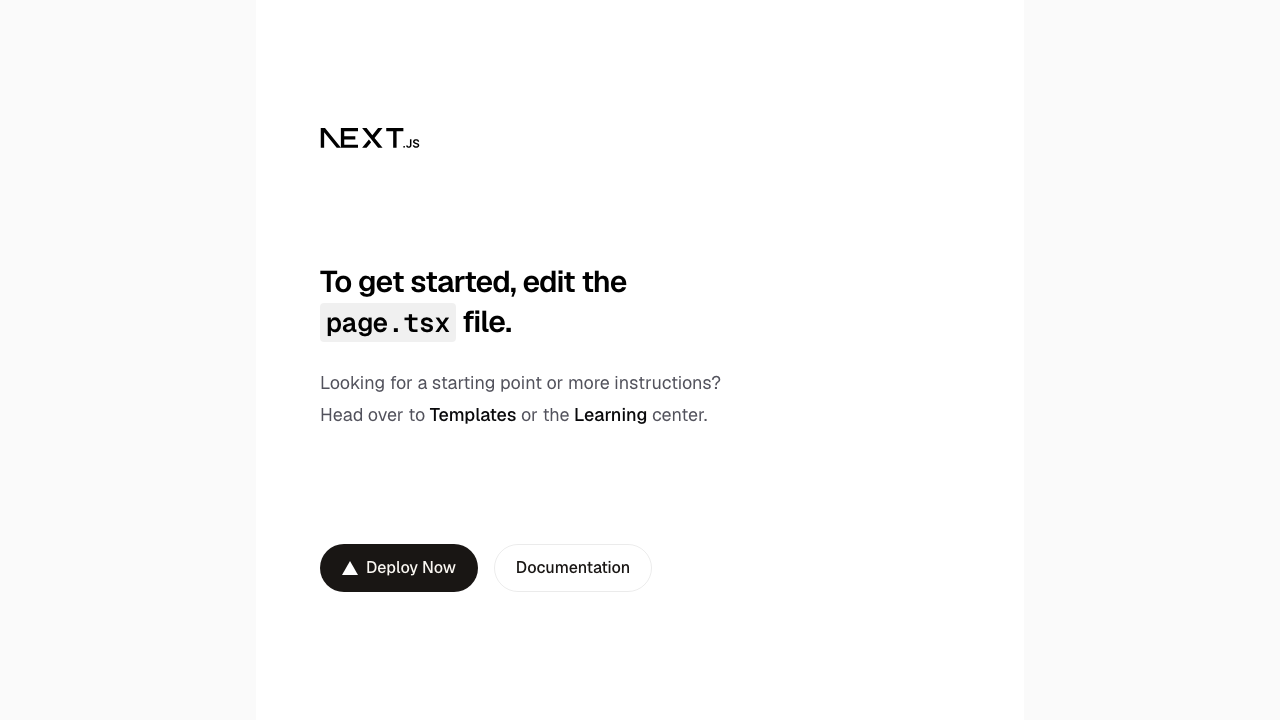 NEXT.JS
To get started, edit the
page.tsx file.
Looking for a starting point or more instructions?
Head over to Templates or the Learning center.
Deploy Now
Documentation